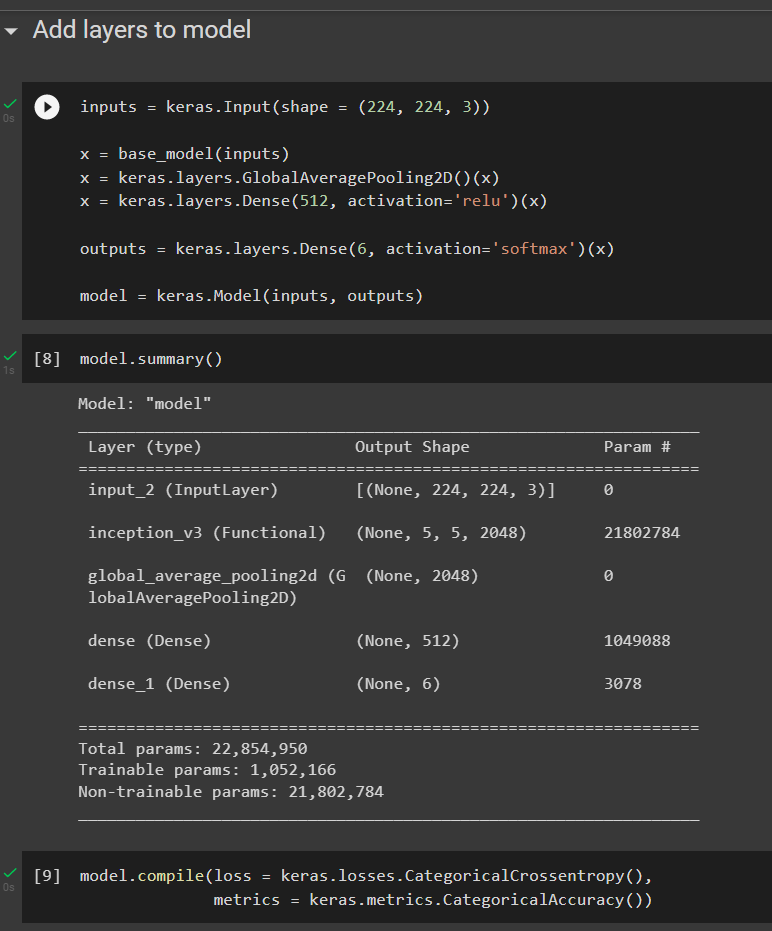 Add layers to model
0s
inputs = keras.Input(shape = (224, 224, 3))
x = base_model(inputs)
x = keras.layers.GlobalAveragePooling2D()(x)
x = keras.layers.Dense(512, activation='relu')(x)
outputs = keras.layers.Dense(6, activation='softmax')(x)
model = keras.Model(inputs, outputs)
1s
[8] model.summary()
Model: "model"
_________________________________________________________________
Layer (type) Output Shape Param #
=================================================================
input_2 (InputLayer) [(None, 224, 224, 3)] 0
inception_v3 (Functional) (None, 5, 5, 2048) 21802784
global_average_pooling2d (G (None, 2048) 0
lobalAveragePooling2D)
dense (Dense) (None, 512) 1049088
dense_1 (Dense) (None, 6) 3078
=================================================================
Total params: 22,854,950
Trainable params: 1,052,166
Non-trainable params: 21,802,784
_________________________________________________________________
0s
[9] model.compile(loss = keras.losses.CategoricalCrossentropy(),
metrics = keras.metrics.CategoricalAccuracy())